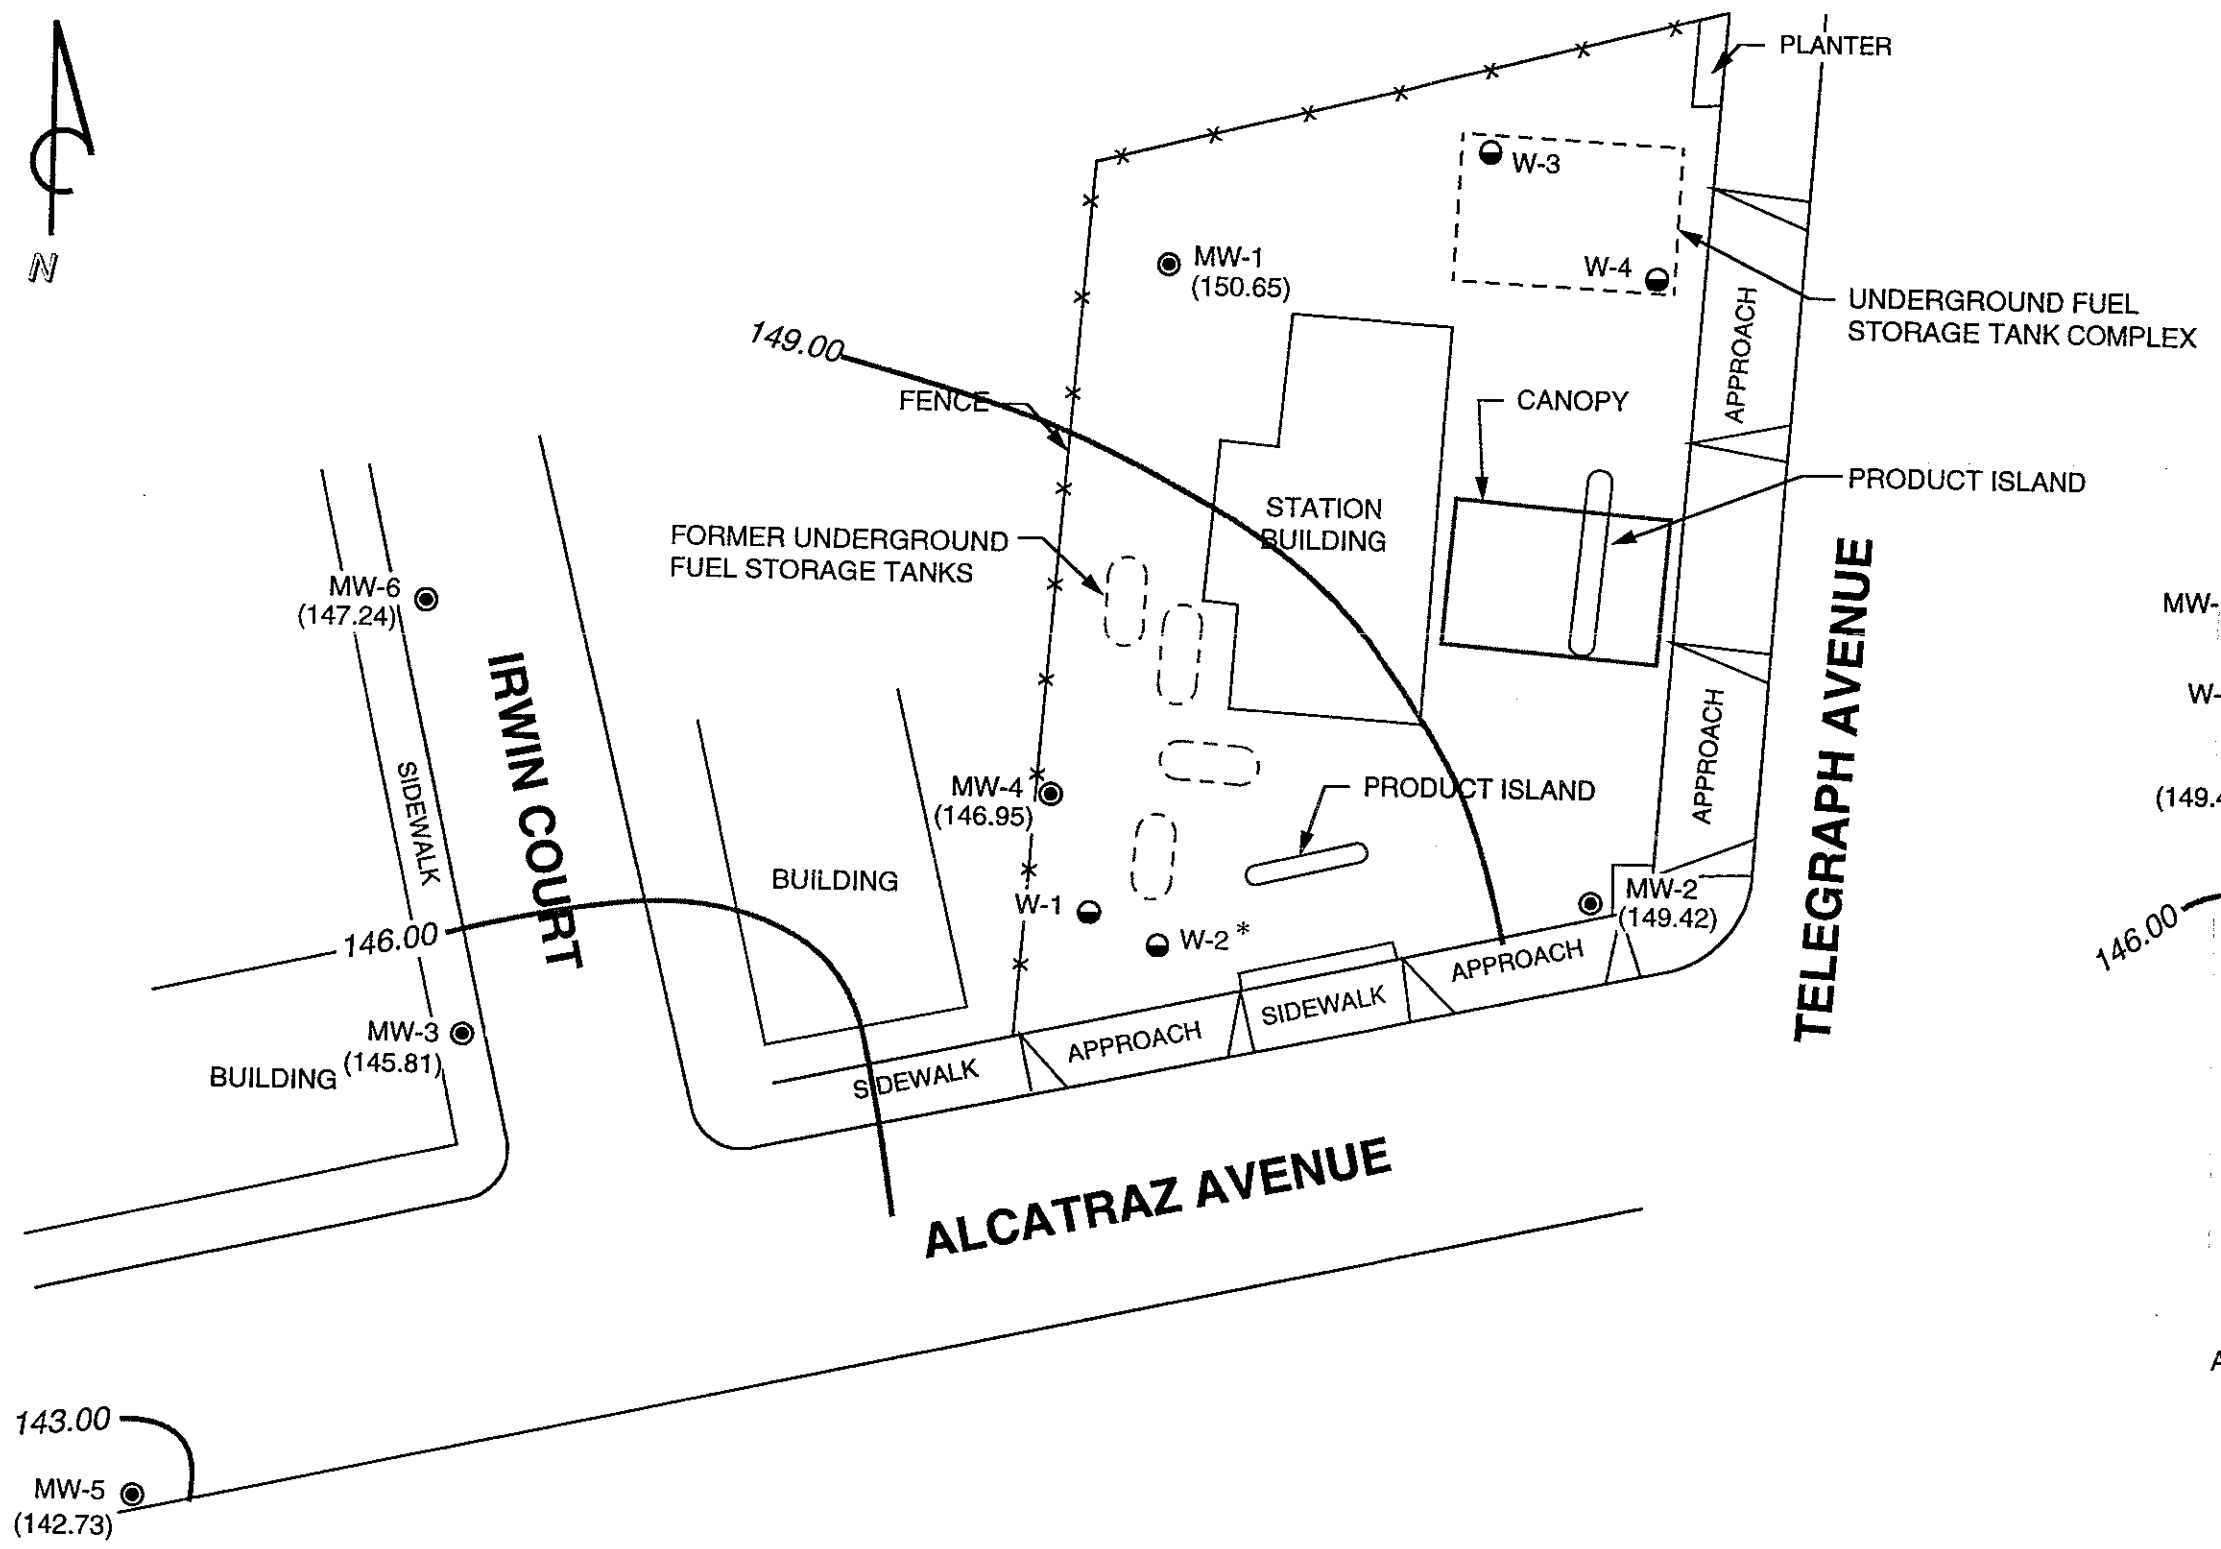 PLANTER
W-3
MW-1
(150.65)
W-4
UNDERGROUND FUEL
STORAGE TANK COMPLEX
APPROACH
149.00
FENCE
CANOPY
PRODUCT ISLAND
STATION
BUILDING
FORMER UNDERGROUND
FUEL STORAGE TANKS
MW-6
(147.24)
MW-
IRWIN COURT
TELEGRAPH AVENUE
W-
APPROACH
SIDEWALK
MW-4
(146.95)
PRODUCT ISLAND
(149.4
BUILDING
W-1
W-2 *
MW-2
(149.42)
146.00
146.00
APPROACH
SIDEWALK
APPROACH
SIDEWALK
MW-3
(145.81)
BUILDING
ALCATRAZ AVENUE
143.00
MW-5
(142.73)
N